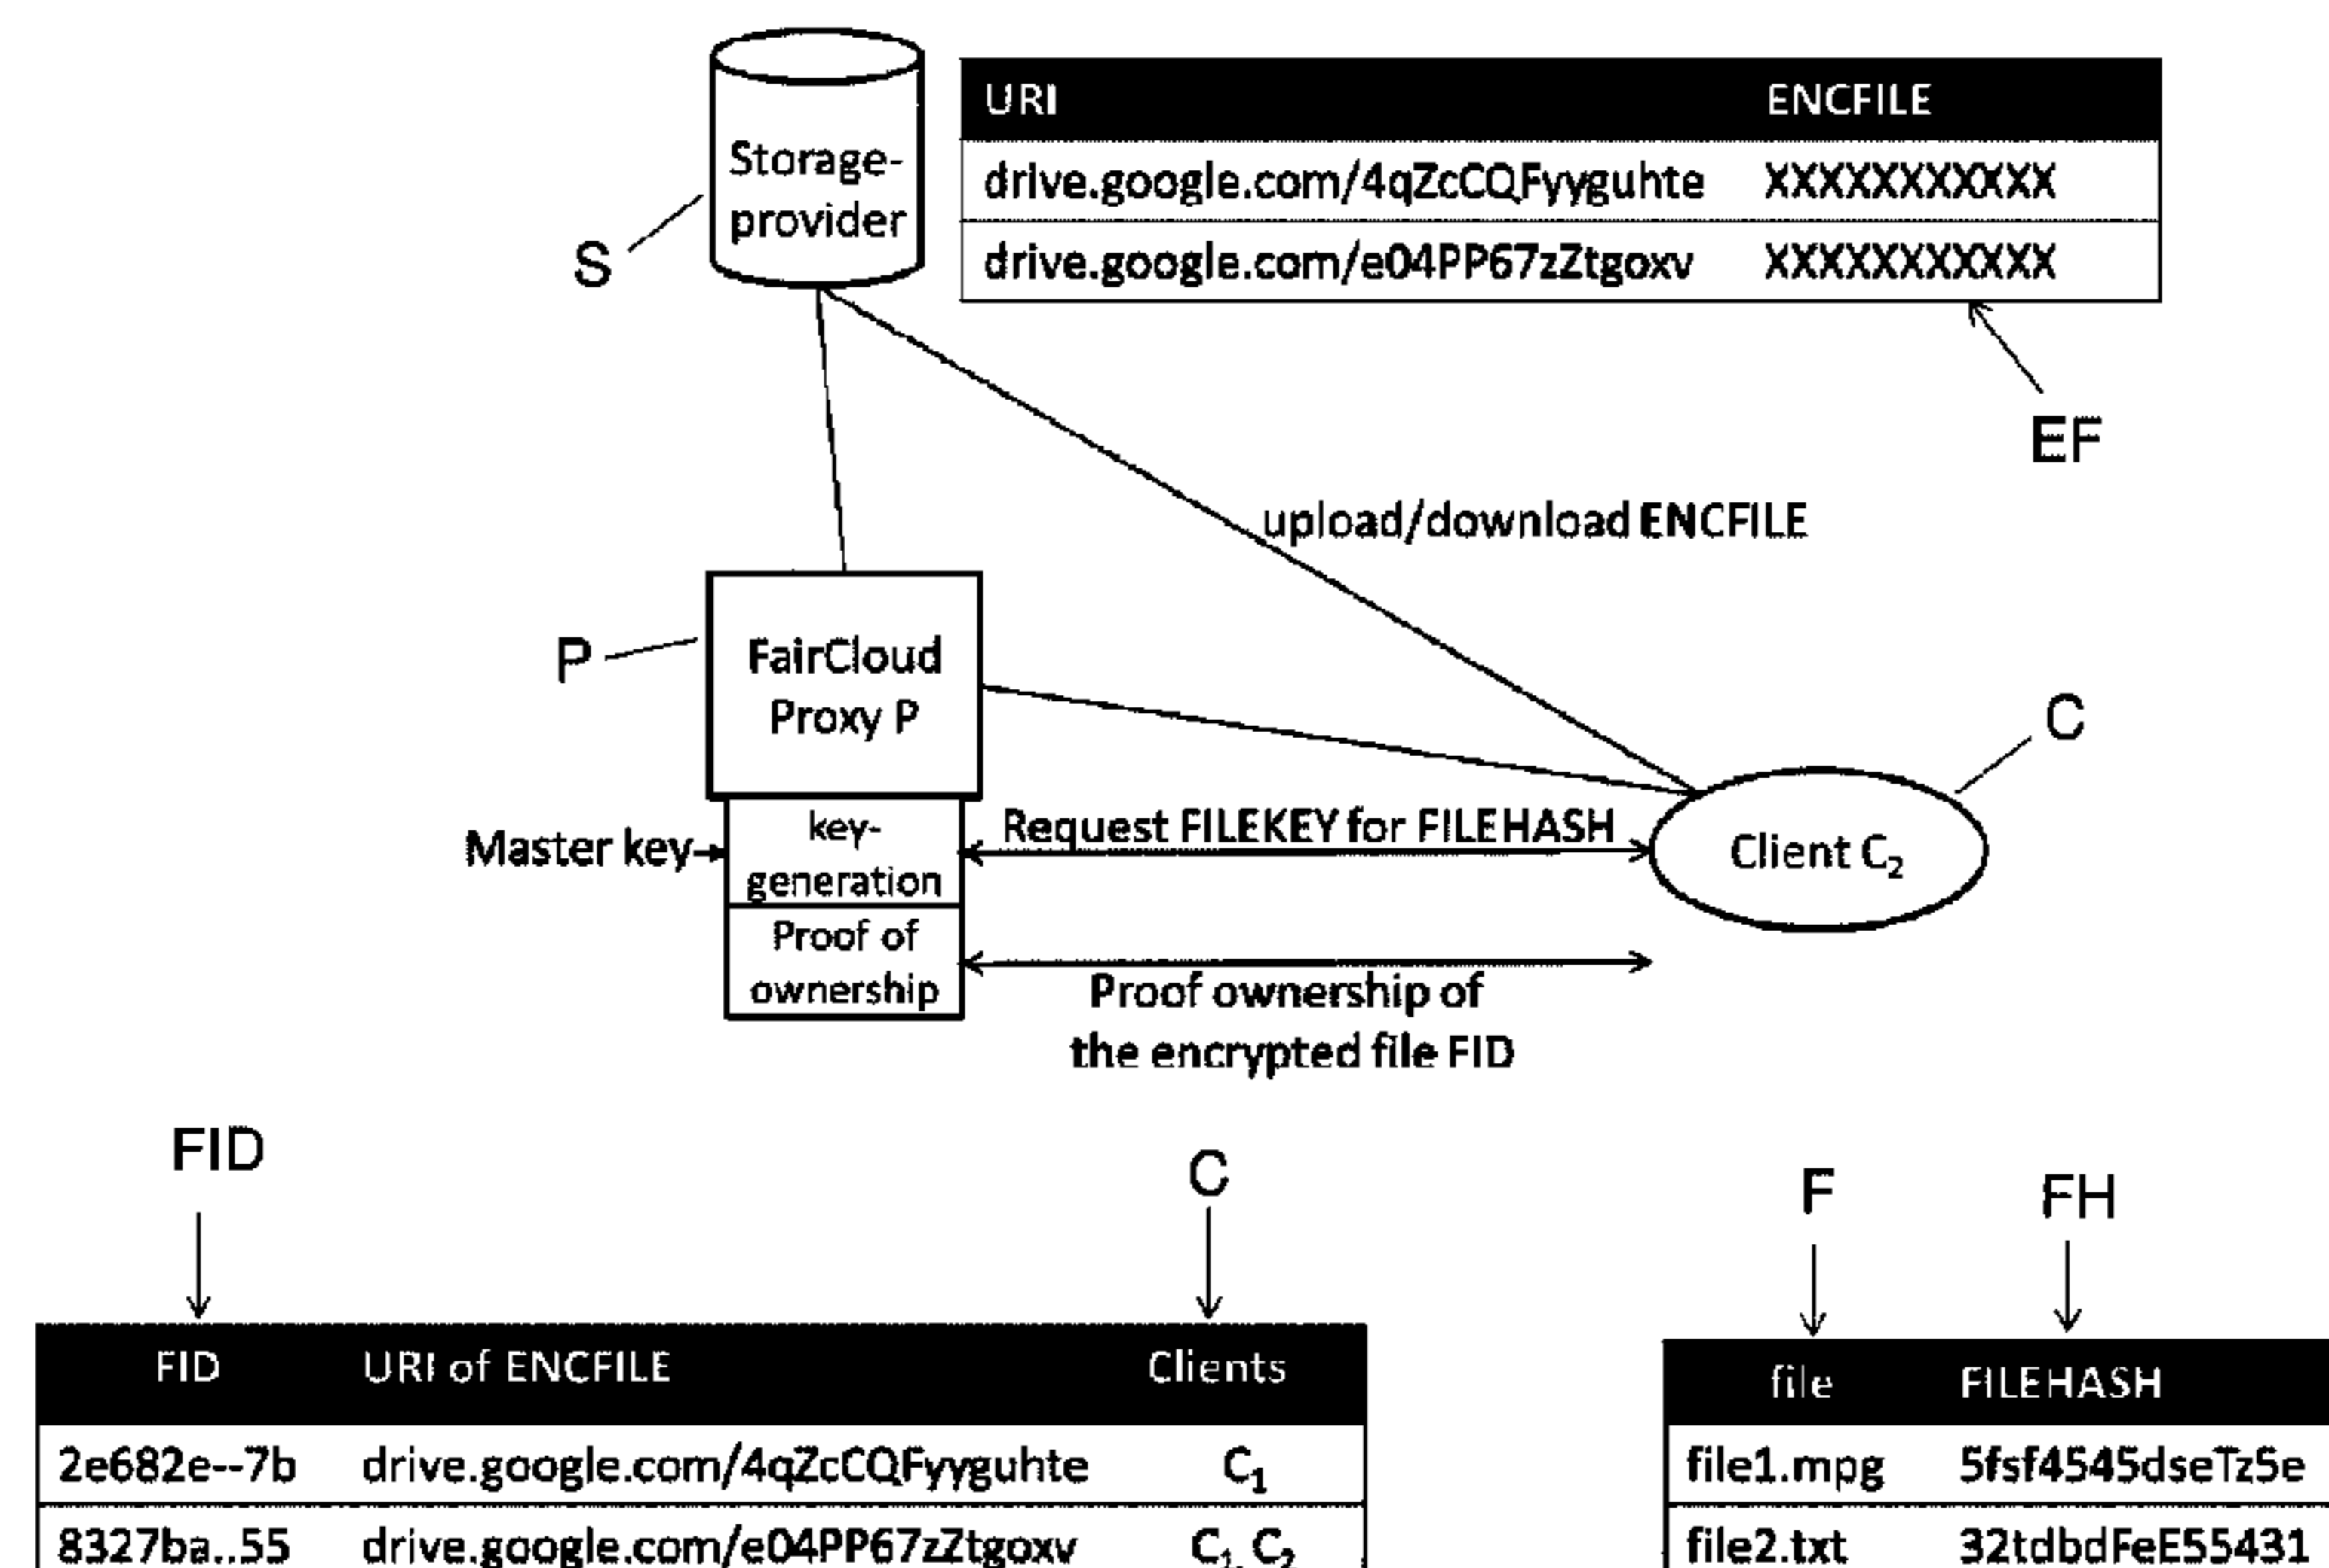 URI ENCFILE
Storage-
provider
drive.google.com/4qZcCQFyyguhte XXXXXXXXXXX
drive.google.com/e04PP67zZtgoxv XXXXXXXXXXX
S
EF
upload/download ENCFILE
P
FairCloud
Proxy P
C
Master key
key-
generation
Request FILEKEY for FILEHASH
Client C₂
Proof of
ownership
Proof ownership of
the encrypted file FID
FID
C
F
FH
FID URI of ENCFILE Clients
2e682e--7b drive.google.com/4qZcCQFyyguhte C₁
8327ba..55 drive.google.com/e04PP67zZtgoxv C₁, C₂
file FILEHASH
file1.mpg 5fsf4545dseTz5e
file2.txt 32tdbdFeE55431